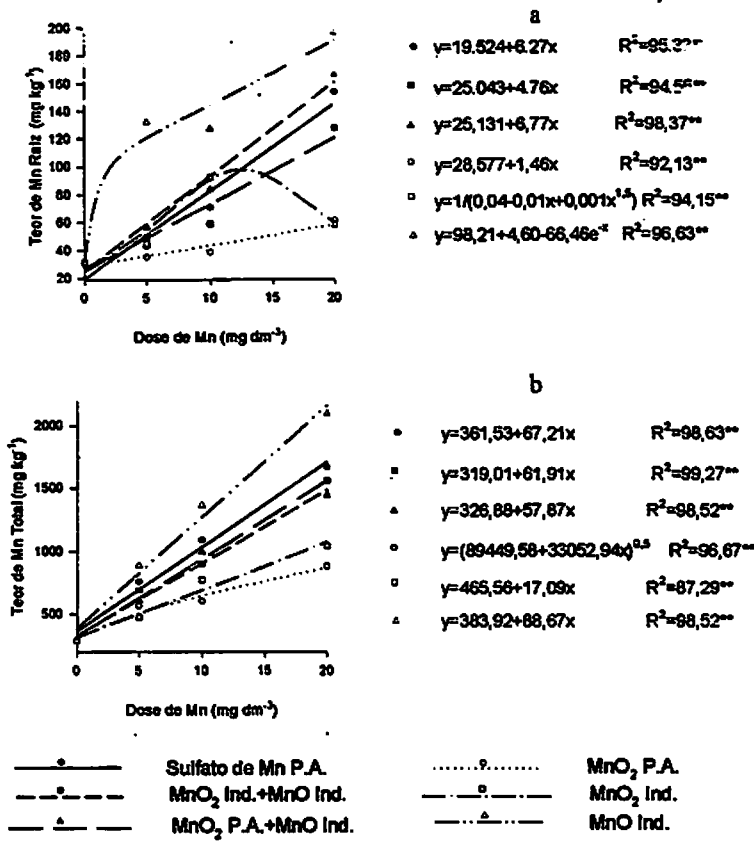 a
200
180
160
140
120
100
80
60
40
20
Teor de Mn Raiz (mg kg-1)
0 5 10 15 20
Dose de Mn (mg dm-3)
y=19.524+6.27x
y=25.043+4.76x
y=25,131+6,77x R2=98,37**
y=28,577+1,46x R2=92,13**
y=1/(0,04-0,01x+0,001x1,5) R2=94,15**
y=98,21+4,60-66,46e-x R2=96,63**
b
2000
1500
1000
500
Teor de Mn Total (mg kg-1)
0 5 10 15 20
Dose de Mn (mg dm-3)
y=361,53+67,21x R2=98,63**
y=319,01+61,91x R2=99,27**
y=326,88+57,87x R2=98,52**
y=(89449,58+33052,94x)0,5 R2=96,67**
y=465,56+17,09x R2=87,29**
y=383,92+88,67x R2=98,52**
Sulfato de Mn P.A.
MnO2 Ind.+MnO Ind.
MnO2 P.A.+MnO Ind.
MnO2 P.A.
MnO2 Ind.
MnO Ind.